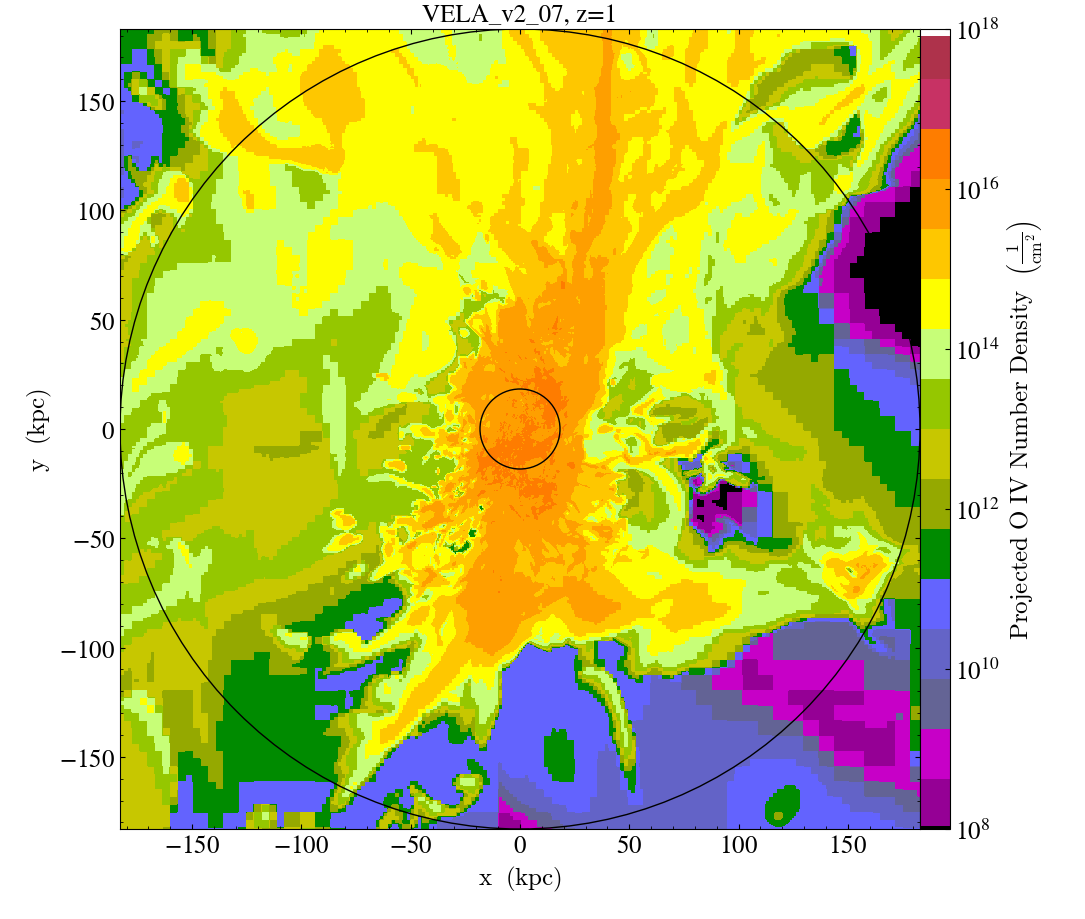 VELA_v2_07, z=1
150
100
50
0
−50
−100
−150
y (kpc)
−150 −100 −50 0 50 100 150
x (kpc)
10^18
10^16
10^14
10^12
10^10
10^8
Projected O IV Number Density (1/cm^2)